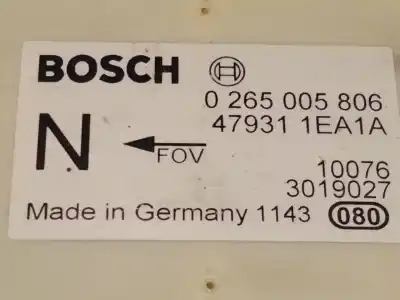 BOSCH
0 265 005 806
47931 1EA1A
N
FOV
10076
3019027
Made in Germany 1143 080